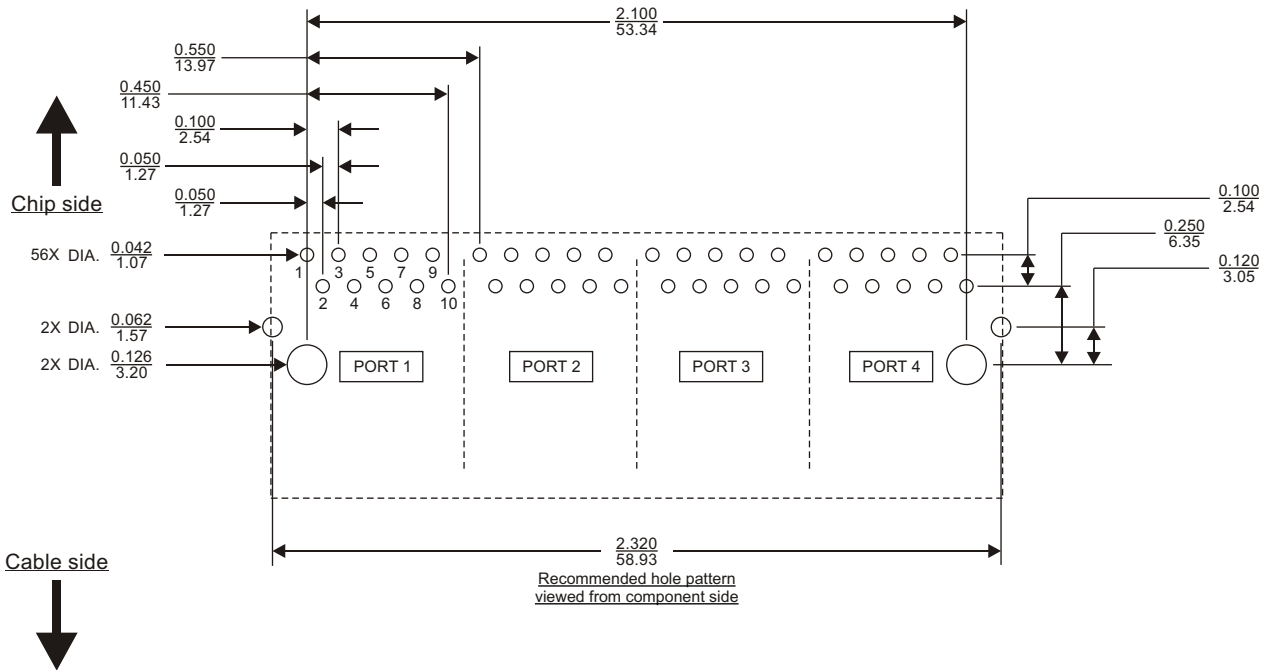 2.100
53.34
0.550
13.97
0.450
11.43
0.100
2.54
0.050
1.27
0.050
1.27
Chip side
0.100
2.54
0.250
6.35
0.120
3.05
56X DIA. 0.042
1.07
1 3 5 7 9
2 4 6 8 10
2X DIA. 0.062
1.57
2X DIA. 0.126
3.20
PORT 1 PORT 2 PORT 3 PORT 4
2.320
58.93
Recommended hole pattern
viewed from component side
Cable side